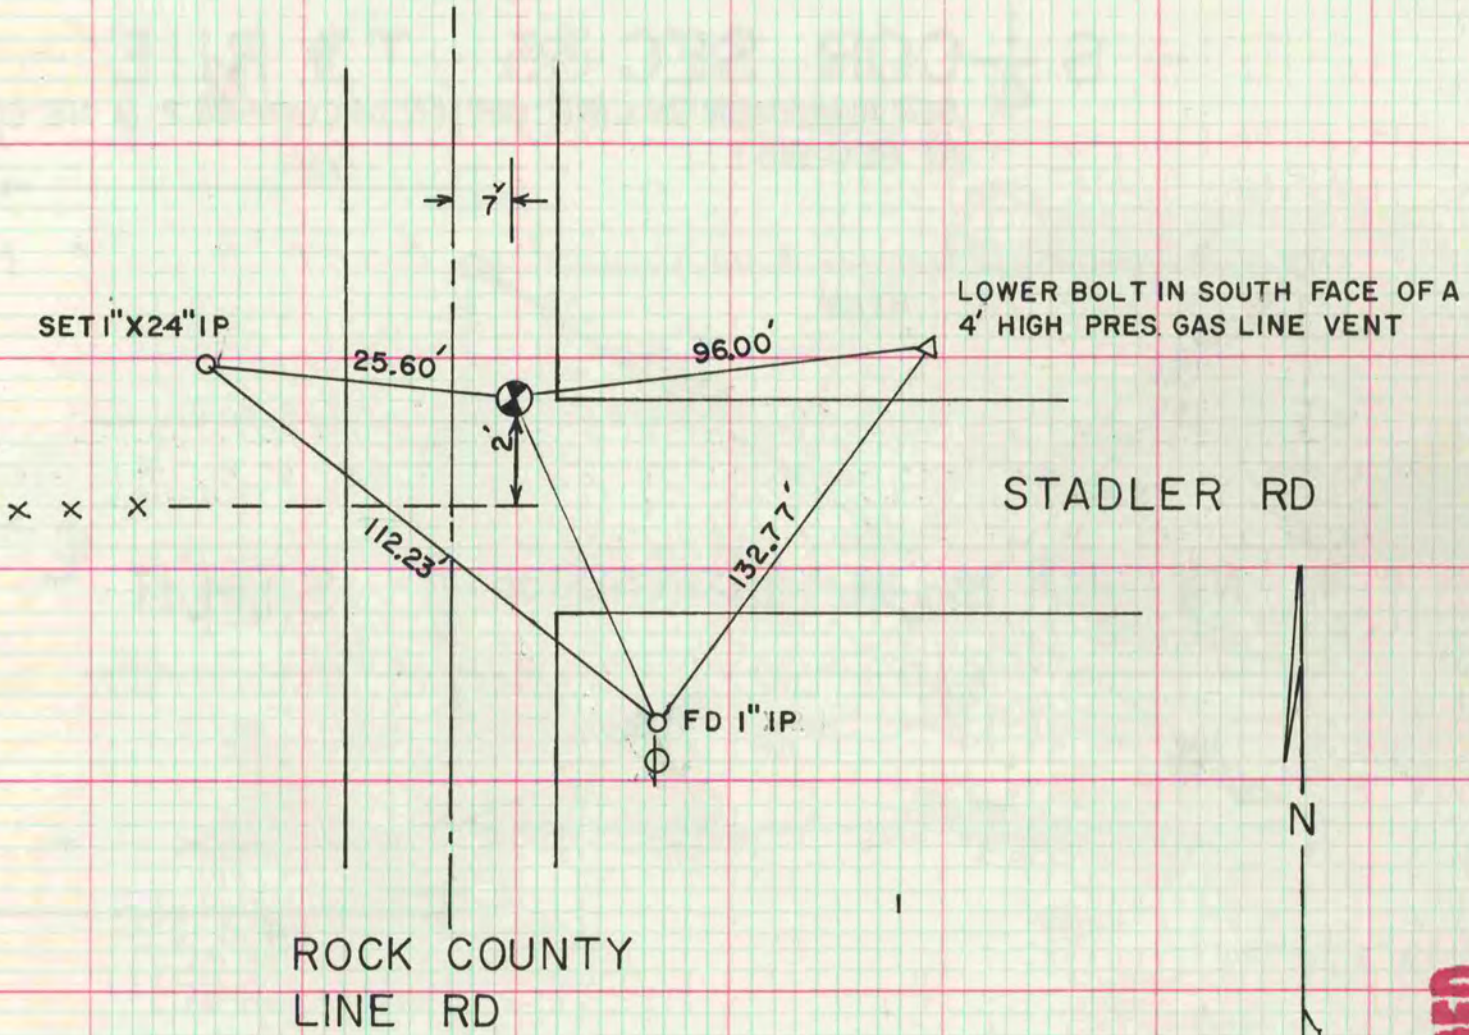 7'
LOWER BOLT IN SOUTH FACE OF A
4' HIGH PRES. GAS LINE VENT
SET 1"X24" IP
25.60'
96.00'
2'
STADLER RD
X X X
112.23'
132.77'
FD 1" IP
N
ROCK COUNTY
LINE RD